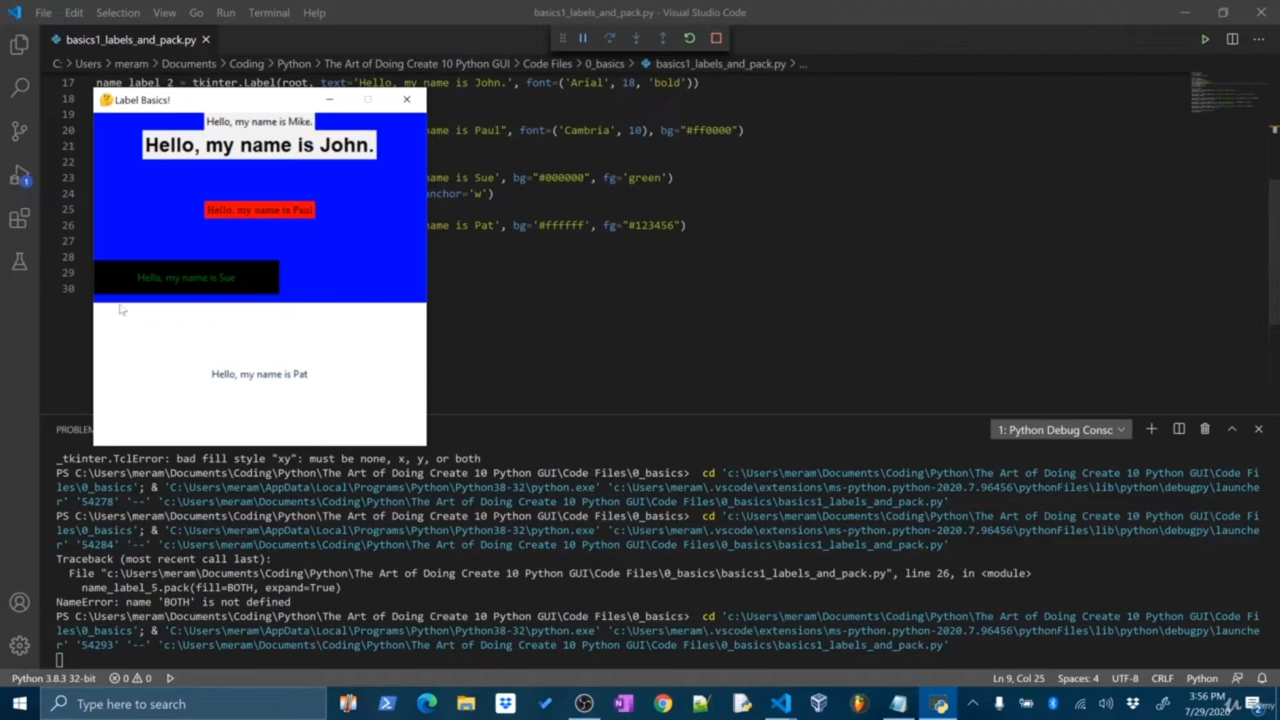 File Edit Selection View Go Run Terminal Help
basics1_labels_and_pack.py - Visual Studio Code
basics1_labels_and_pack.py
C: > Users > meram > Documents > Coding > Python > The Art of Doing Create 10 Python GUI > Code Files > 0_basics > basics1_labels_and_pack.py > ...
17 name_label_2 = tkinter.Label(root, text='Hello, my name is John.', font=('Arial', 18, 'bold'))
18
Label Basics!
19
Hello, my name is Mike.
20 name is Paul", font=('Cambria', 10), bg="#ff0000")
21
Hello, my name is John.
22
23 name is Sue', bg="#000000", fg='green')
24 anchor='w')
25
Hello, my name is Paul
26 name is Pat', bg='#ffffff', fg="#123456")
27
28
29
Hello, my name is Sue
30
Hello, my name is Pat
PROBLEM
1: Python Debug Consc
_tkinter.TclError: bad fill style "xy": must be none, x, y, or both
PS C:\Users\meram\Documents\Coding\Python\The Art of Doing Create 10 Python GUI\Code Files\0_basics> cd 'c:\Users\meram\Documents\Coding\Python\The Art of Doing Create 10 Python GUI\Code Fi
les\0_basics'; & 'C:\Users\meram\AppData\Local\Programs\Python\Python38-32\python.exe' 'c:\Users\meram\.vscode\extensions\ms-python.python-2020.7.96456\pythonFiles\lib\python\debugpy\launche
r' '54278' '--' 'c:\Users\meram\Documents\Coding\Python\The Art of Doing Create 10 Python GUI\Code Files\0_basics\basics1_labels_and_pack.py'
PS C:\Users\meram\Documents\Coding\Python\The Art of Doing Create 10 Python GUI\Code Files\0_basics> cd 'c:\Users\meram\Documents\Coding\Python\The Art of Doing Create 10 Python GUI\Code Fi
les\0_basics'; & 'C:\Users\meram\AppData\Local\Programs\Python\Python38-32\python.exe' 'c:\Users\meram\.vscode\extensions\ms-python.python-2020.7.96456\pythonFiles\lib\python\debugpy\launche
r' '54284' '--' 'c:\Users\meram\Documents\Coding\Python\The Art of Doing Create 10 Python GUI\Code Files\0_basics\basics1_labels_and_pack.py'
Traceback (most recent call last):
File "c:\Users\meram\Documents\Coding\Python\The Art of Doing Create 10 Python GUI\Code Files\0_basics\basics1_labels_and_pack.py", line 26, in <module>
name_label_5.pack(fill=BOTH, expand=True)
NameError: name 'BOTH' is not defined
PS C:\Users\meram\Documents\Coding\Python\The Art of Doing Create 10 Python GUI\Code Files\0_basics> cd 'c:\Users\meram\Documents\Coding\Python\The Art of Doing Create 10 Python GUI\Code Fi
les\0_basics'; & 'C:\Users\meram\AppData\Local\Programs\Python\Python38-32\python.exe' 'c:\Users\meram\.vscode\extensions\ms-python.python-2020.7.96456\pythonFiles\lib\python\debugpy\launche
r' '54293' '--' 'c:\Users\meram\Documents\Coding\Python\The Art of Doing Create 10 Python GUI\Code Files\0_basics\basics1_labels_and_pack.py'
Python 3.8.3 32-bit 0 0 Ln 9, Col 25 Spaces: 4 UTF-8 CRLF Python
Type here to search
3:56 PM
7/29/2020